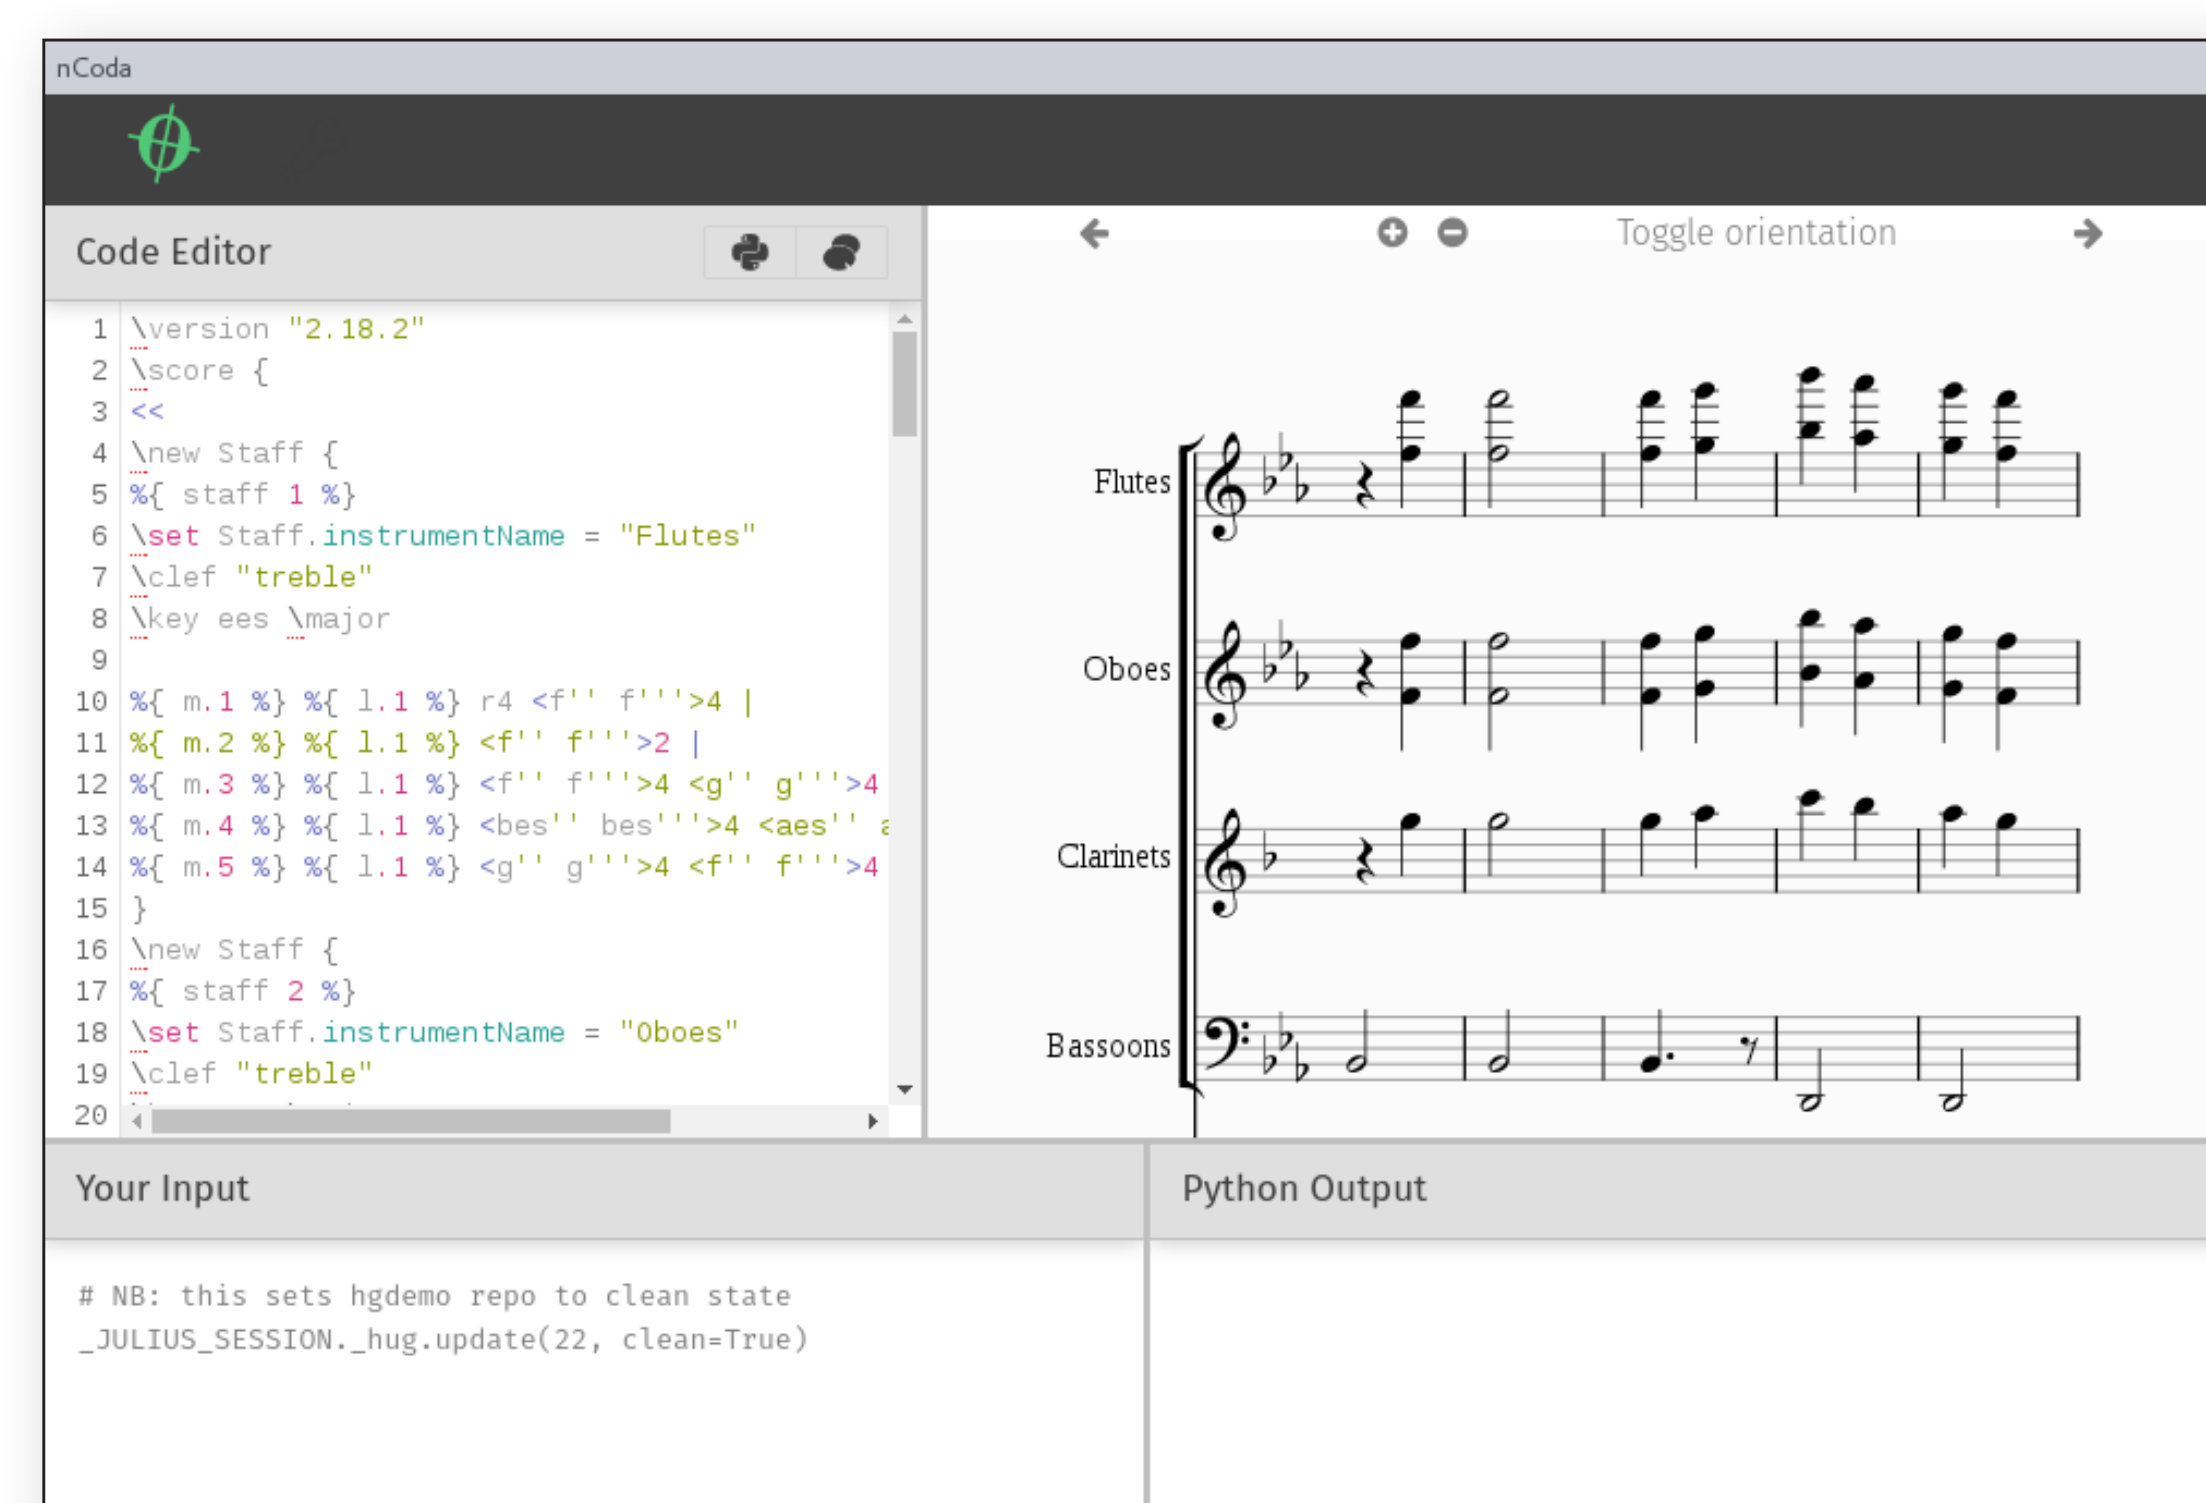 nCoda
Code Editor
Toggle orientation
1 \version "2.18.2"
2 \score {
3 <<
4 \new Staff {
5 %{ staff 1 %}
6 \set Staff.instrumentName = "Flutes"
7 \clef "treble"
8 \key ees \major
9
10 %{ m.1 %} %{ l.1 %} r4 <f'' f'''>4 |
11 %{ m.2 %} %{ l.1 %} <f'' f'''>2 |
12 %{ m.3 %} %{ l.1 %} <f'' f'''>4 <g'' g'''>4
13 %{ m.4 %} %{ l.1 %} <bes'' bes'''>4 <aes''
14 %{ m.5 %} %{ l.1 %} <g'' g'''>4 <f'' f'''>4
15 }
16 \new Staff {
17 %{ staff 2 %}
18 \set Staff.instrumentName = "Oboes"
19 \clef "treble"
20
Flutes
Oboes
Clarinets
Bassoons
Your Input
# NB: this sets hgdemo repo to clean state
_JULIUS_SESSION._hug.update(22, clean=True)
Python Output